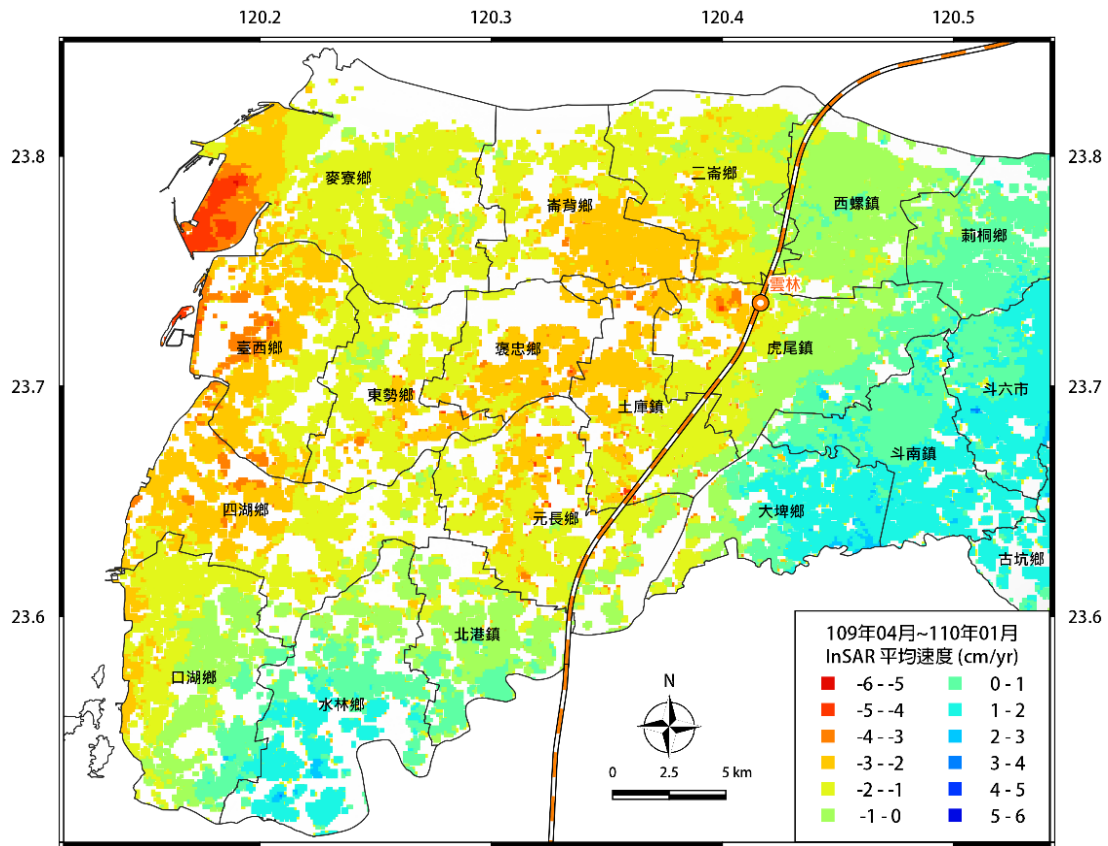 120.2
120.3
120.4
120.5
23.8
23.8
麥寮鄉
二崙鄉
崙背鄉
西螺鎮
莿桐鄉
雲林
臺西鄉
褒忠鄉
虎尾鎮
23.7
23.7
東勢鄉
土庫鎮
斗六市
斗南鎮
四湖鄉
元長鄉
大埤鄉
古坑鄉
23.6
23.6
北港鎮
口湖鄉
水林鄉
N
0 2.5 5 km
109年04月~110年01月
InSAR 平均速度 (cm/yr)
-6 - -5 0 - 1
-5 - -4 1 - 2
-4 - -3 2 - 3
-3 - -2 3 - 4
-2 - -1 4 - 5
-1 - 0 5 - 6